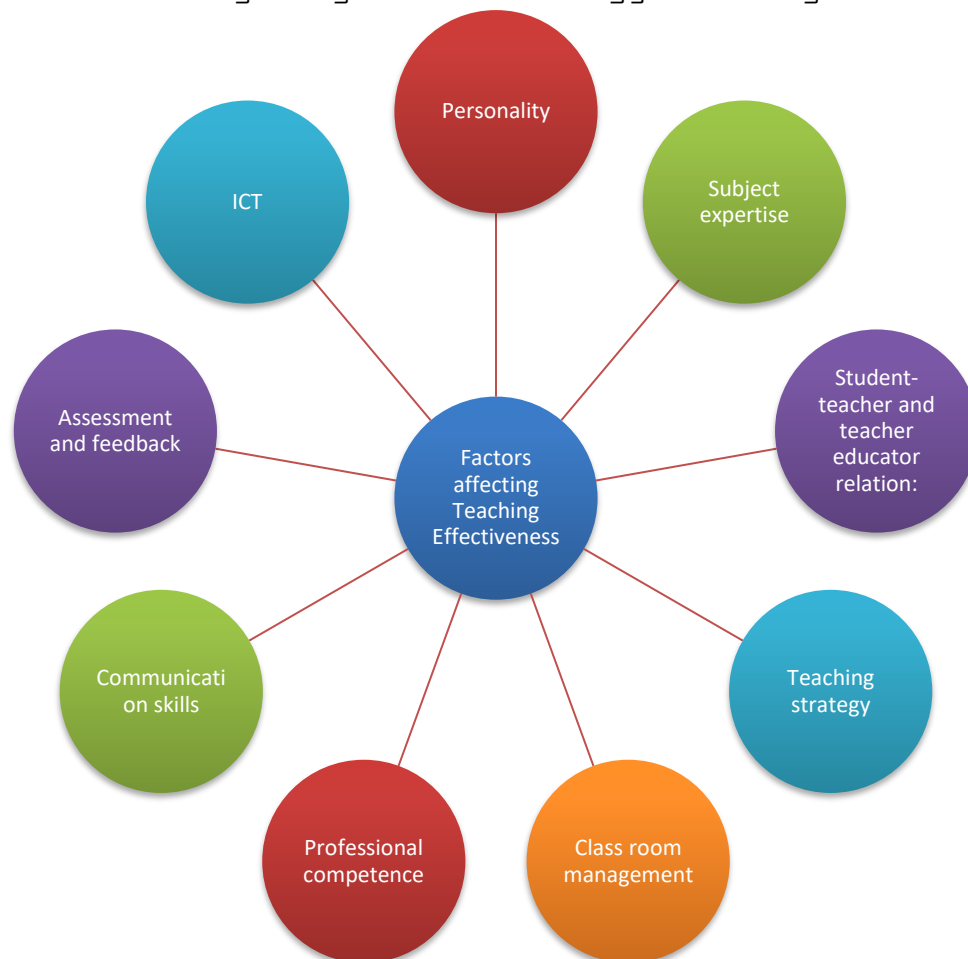 Personality
Subject
expertise
Student-
teacher and
teacher
educator
relation:
Teaching
strategy
Class room
management
Professional
competence
Communicati
on skills
Assessment
and feedback
ICT
Factors
affecting
Teaching
Effectiveness